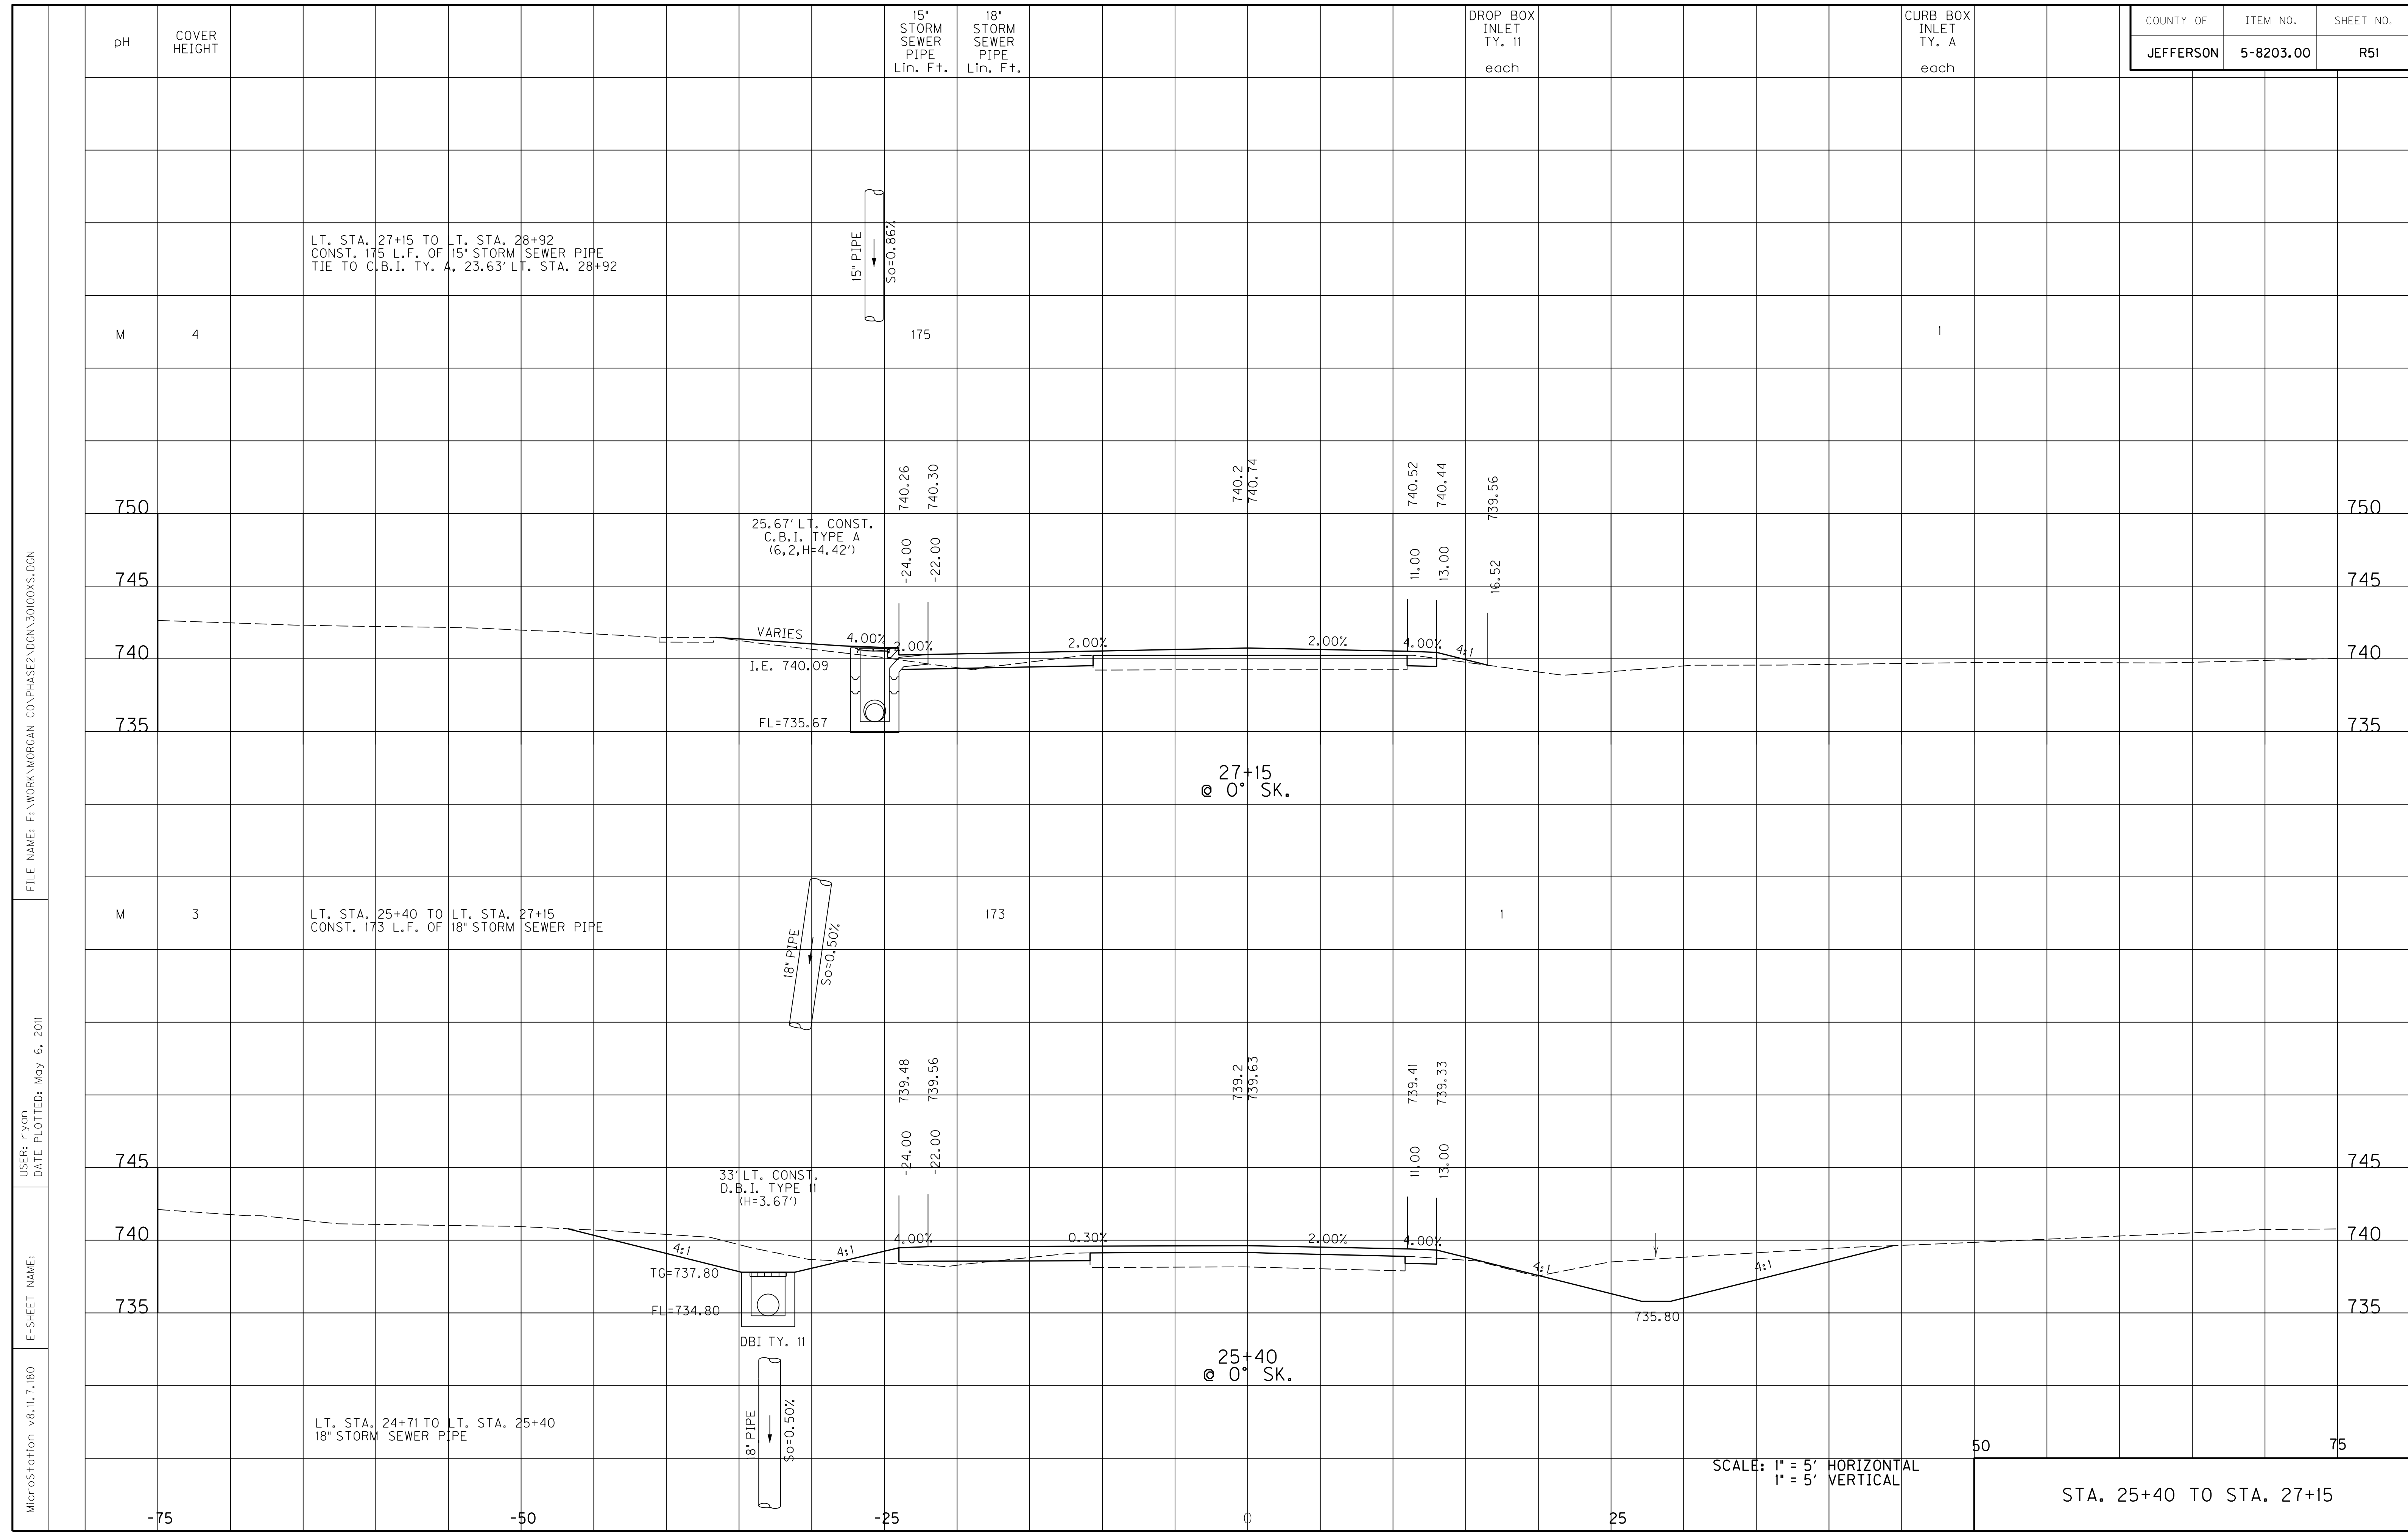 pH
COVER
HEIGHT
15"
STORM
SEWER
PIPE
Lin. Ft.
18"
STORM
SEWER
PIPE
Lin. Ft.
DROP BOX
INLET
TY. 11
each
CURB BOX
INLET
TY. A
each
COUNTY OF
ITEM NO.
SHEET NO.
JEFFERSON
5-8203.00
R51
LT. STA. 27+15 TO LT. STA. 28+92
CONST. 175 L.F. OF 15" STORM SEWER PIPE
TIE TO C.B.I. TY. A, 23.63' LT. STA. 28+92
15" PIPE
So=0.86%
M
4
175
1
740.26
740.30
740.2
740.74
740.52
740.44
739.56
750
750
25.67' LT. CONST.
C.B.I. TYPE A
(6,2,H=4.42')
-24.00
-22.00
11.00
13.00
16.52
745
745
VARIES
4.00%
2.00%
2.00%
2.00%
4.00%
4:1
740
740
I.E. 740.09
FL=735.67
735
735
27+15
@ 0° SK.
M
3
LT. STA. 25+40 TO LT. STA. 27+15
CONST. 173 L.F. OF 18" STORM SEWER PIPE
18" PIPE
So=0.50%
173
1
739.48
739.56
739.2
739.63
739.41
739.33
-24.00
-22.00
11.00
13.00
745
745
33' LT. CONST.
D.B.I. TYPE 11
(H=3.67')
740
740
4:1
4:1
4.00%
0.30%
2.00%
4.00%
4:1
4:1
TG=737.80
FL=734.80
735
735
735.80
DBI TY. 11
25+40
@ 0° SK.
LT. STA. 24+71 TO LT. STA. 25+40
18" STORM SEWER PIPE
18" PIPE
So=0.50%
SCALE: 1" = 5' HORIZONTAL
1" = 5' VERTICAL
50
75
STA. 25+40 TO STA. 27+15
-75
-50
-25
0
25
FILE NAME: F:\WORK\MORGAN CO\PHASE2\DGN\30100XS.DGN
USER: ryan
DATE PLOTTED: May 6, 2011
E-SHEET NAME:
MicroStation v8.11.7.180